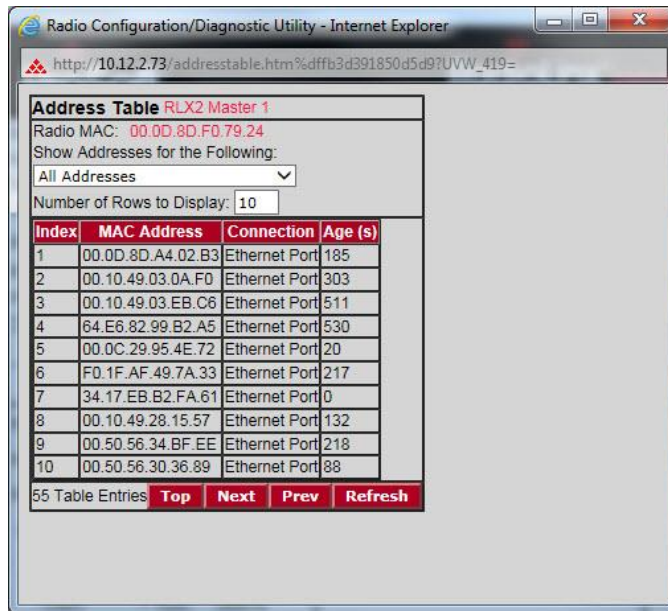 Radio Configuration/Diagnostic Utility - Internet Explorer
http://10.12.2.73/addresstable.htm%dffb3d391850d5d9?UVW_419=
Address Table RLX2 Master 1
Radio MAC: 00.0D.8D.F0.79.24
Show Addresses for the Following:
All Addresses
Number of Rows to Display: 10
Index MAC Address Connection Age (s)
1 00.0D.8D.A4.02.B3 Ethernet Port 185
2 00.10.49.03.0A.F0 Ethernet Port 303
3 00.10.49.03.EB.C6 Ethernet Port 511
4 64.E6.82.99.B2.A5 Ethernet Port 530
5 00.0C.29.95.4E.72 Ethernet Port 20
6 F0.1F.AF.49.7A.33 Ethernet Port 217
7 34.17.EB.B2.FA.61 Ethernet Port 0
8 00.10.49.28.15.57 Ethernet Port 132
9 00.50.56.34.BF.EE Ethernet Port 218
10 00.50.56.30.36.89 Ethernet Port 88
55 Table Entries Top Next Prev Refresh